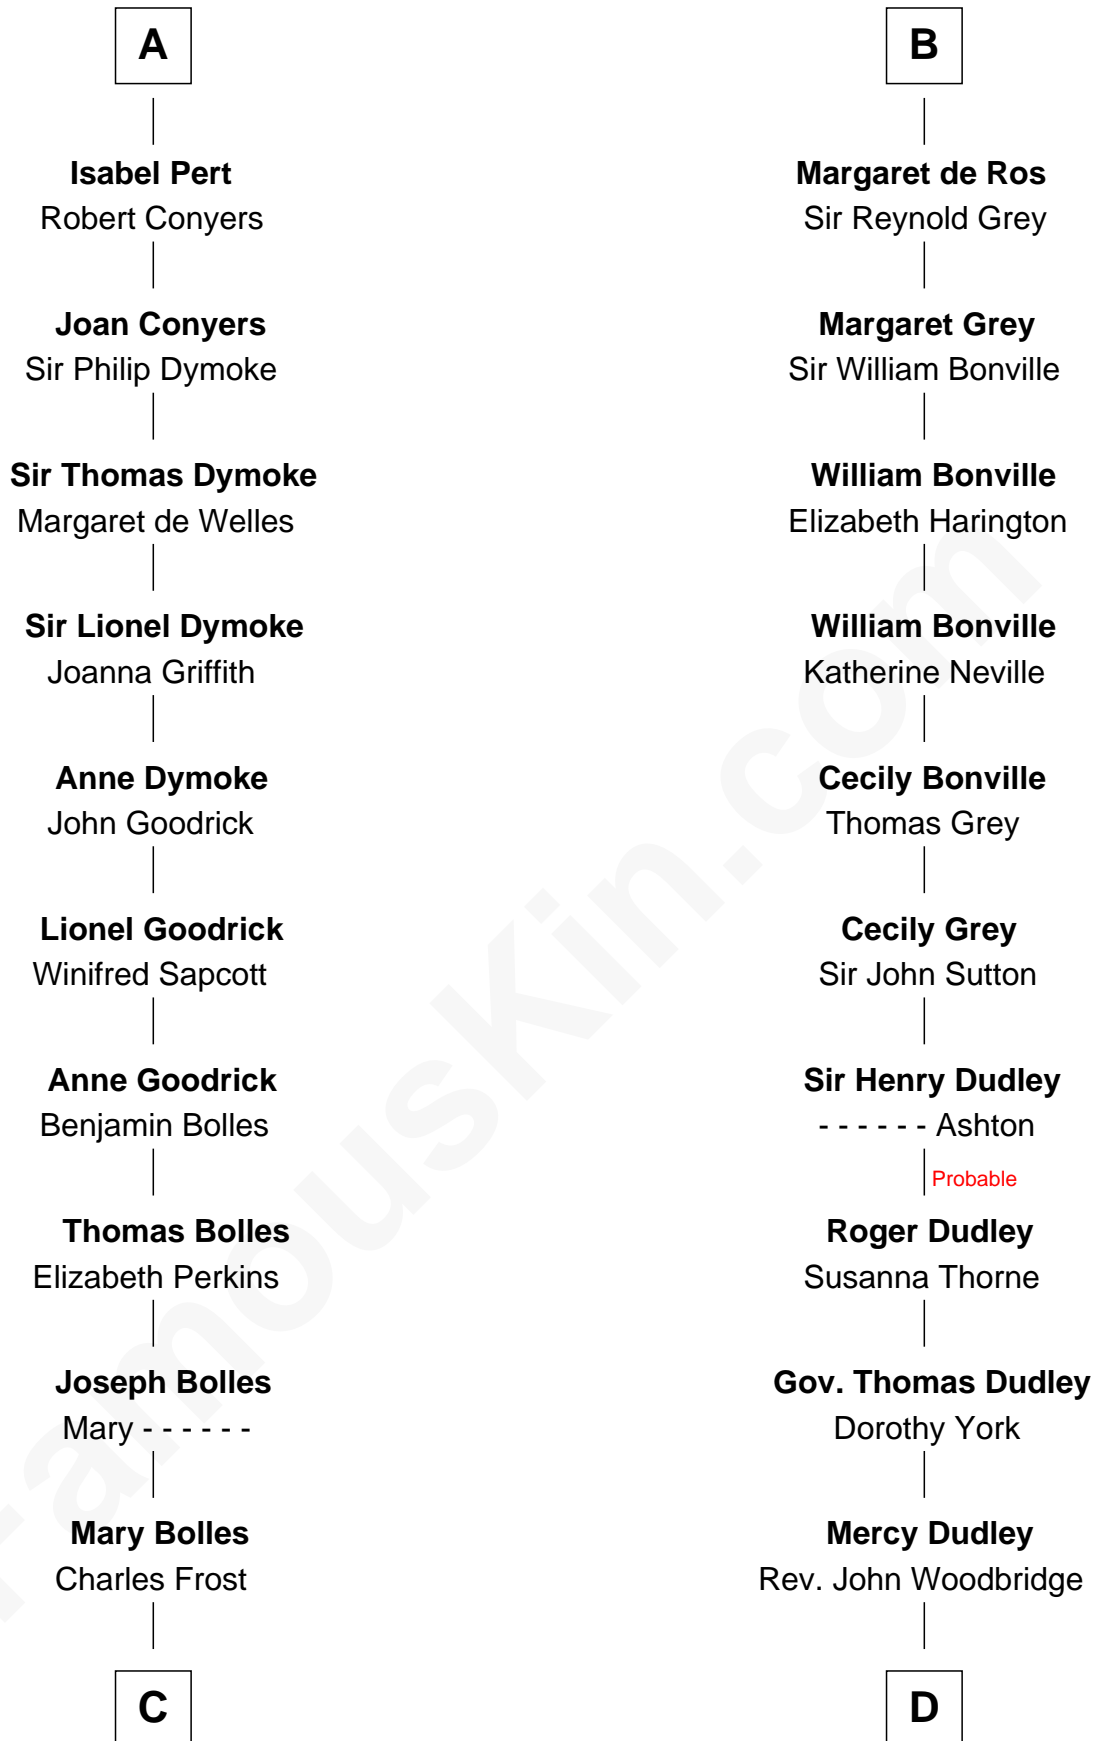 A
Isabel Pert
Robert Conyers
Joan Conyers
Sir Philip Dymoke
Sir Thomas Dymoke
Margaret de Welles
Sir Lionel Dymoke
Joanna Griffith
Anne Dymoke
John Goodrick
Lionel Goodrick
Winifred Sapcott
Anne Goodrick
Benjamin Bolles
Thomas Bolles
Elizabeth Perkins
Joseph Bolles
Mary - - - - - -
Mary Bolles
Charles Frost
C
B
Margaret de Ros
Sir Reynold Grey
Margaret Grey
Sir William Bonville
William Bonville
Elizabeth Harington
William Bonville
Katherine Neville
Cecily Bonville
Thomas Grey
Cecily Grey
Sir John Sutton
Sir Henry Dudley
- - - - - - Ashton
Probable
Roger Dudley
Susanna Thorne
Gov. Thomas Dudley
Dorothy York
Mercy Dudley
Rev. John Woodbridge
D
FamousKin.com